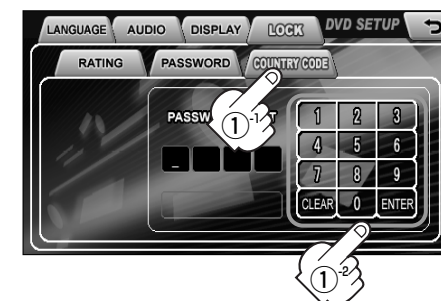 LANGUAGE AUDIO DISPLAY LOCK DVD SETUP
RATING PASSWORD COUNTRY CODE
①-1
1 2 3
4 5 6
7 8 9
CLEAR 0 ENTER
①-2